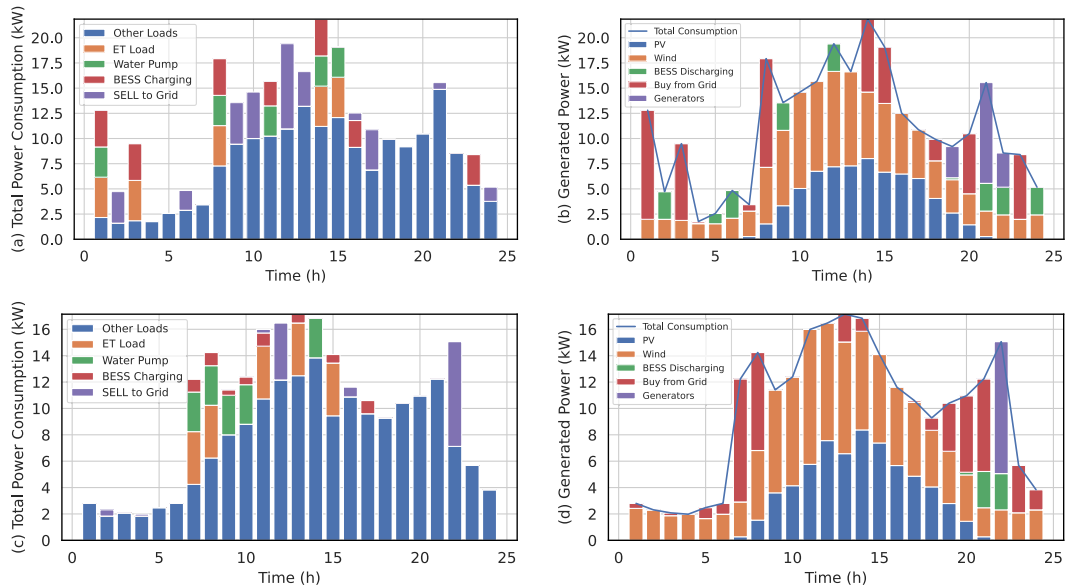 (a) Total Power Consumption (kW)
20.0
17.5
15.0
12.5
10.0
7.5
5.0
2.5
0.0
Other Loads
ET Load
Water Pump
BESS Charging
SELL to Grid
0 5 10 15 20 25
Time (h)
(b) Generated Power (kW)
20.0
17.5
15.0
12.5
10.0
7.5
5.0
2.5
0.0
Total Consumption
PV
Wind
BESS Discharging
Buy from Grid
Generators
0 5 10 15 20 25
Time (h)
(c) Total Power Consumption (kW)
16
14
12
10
8
6
4
2
0
Other Loads
ET Load
Water Pump
BESS Charging
SELL to Grid
0 5 10 15 20 25
Time (h)
(d) Generated Power (kW)
16
14
12
10
8
6
4
2
0
Total Consumption
PV
Wind
BESS Discharging
Buy from Grid
Generators
0 5 10 15 20 25
Time (h)